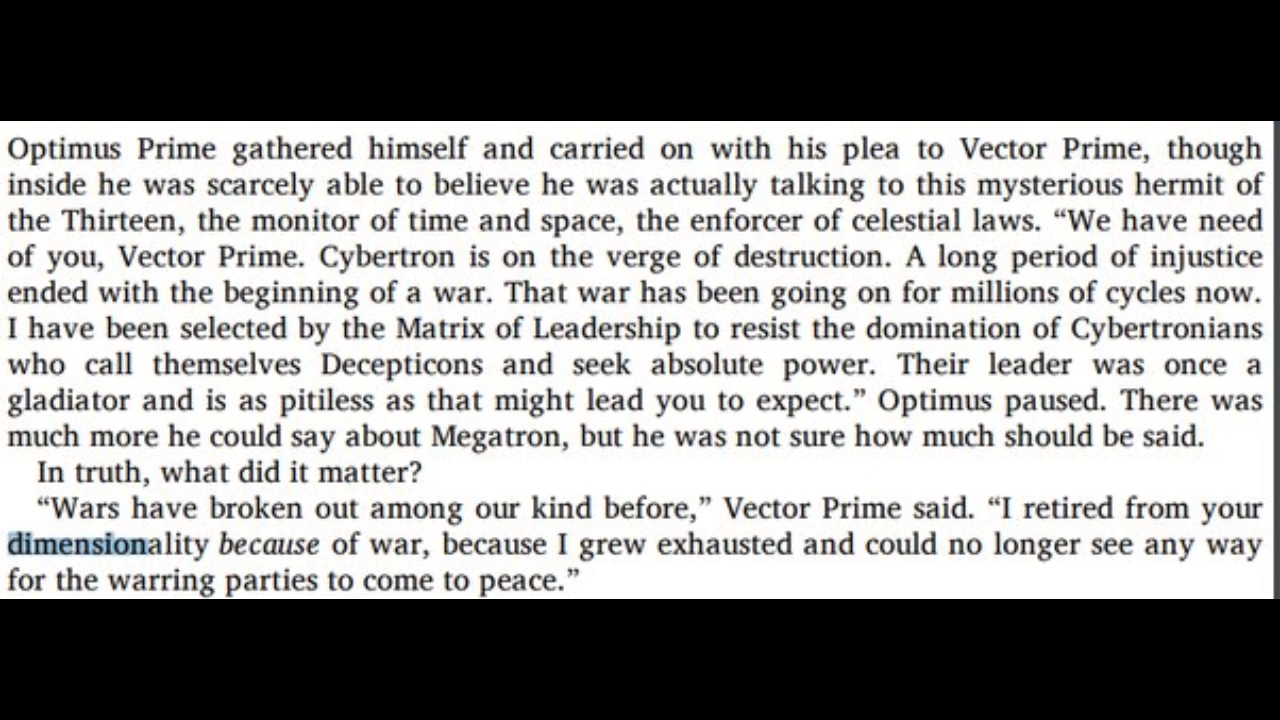 Optimus Prime gathered himself and carried on with his plea to Vector Prime, though
inside he was scarcely able to believe he was actually talking to this mysterious hermit of
the Thirteen, the monitor of time and space, the enforcer of celestial laws. “We have need
of you, Vector Prime. Cybertron is on the verge of destruction. A long period of injustice
ended with the beginning of a war. That war has been going on for millions of cycles now.
I have been selected by the Matrix of Leadership to resist the domination of Cybertronians
who call themselves Decepticons and seek absolute power. Their leader was once a
gladiator and is as pitiless as that might lead you to expect.” Optimus paused. There was
much more he could say about Megatron, but he was not sure how much should be said.
In truth, what did it matter?
“Wars have broken out among our kind before,” Vector Prime said. “I retired from your
dimensionality because of war, because I grew exhausted and could no longer see any way
for the warring parties to come to peace.”